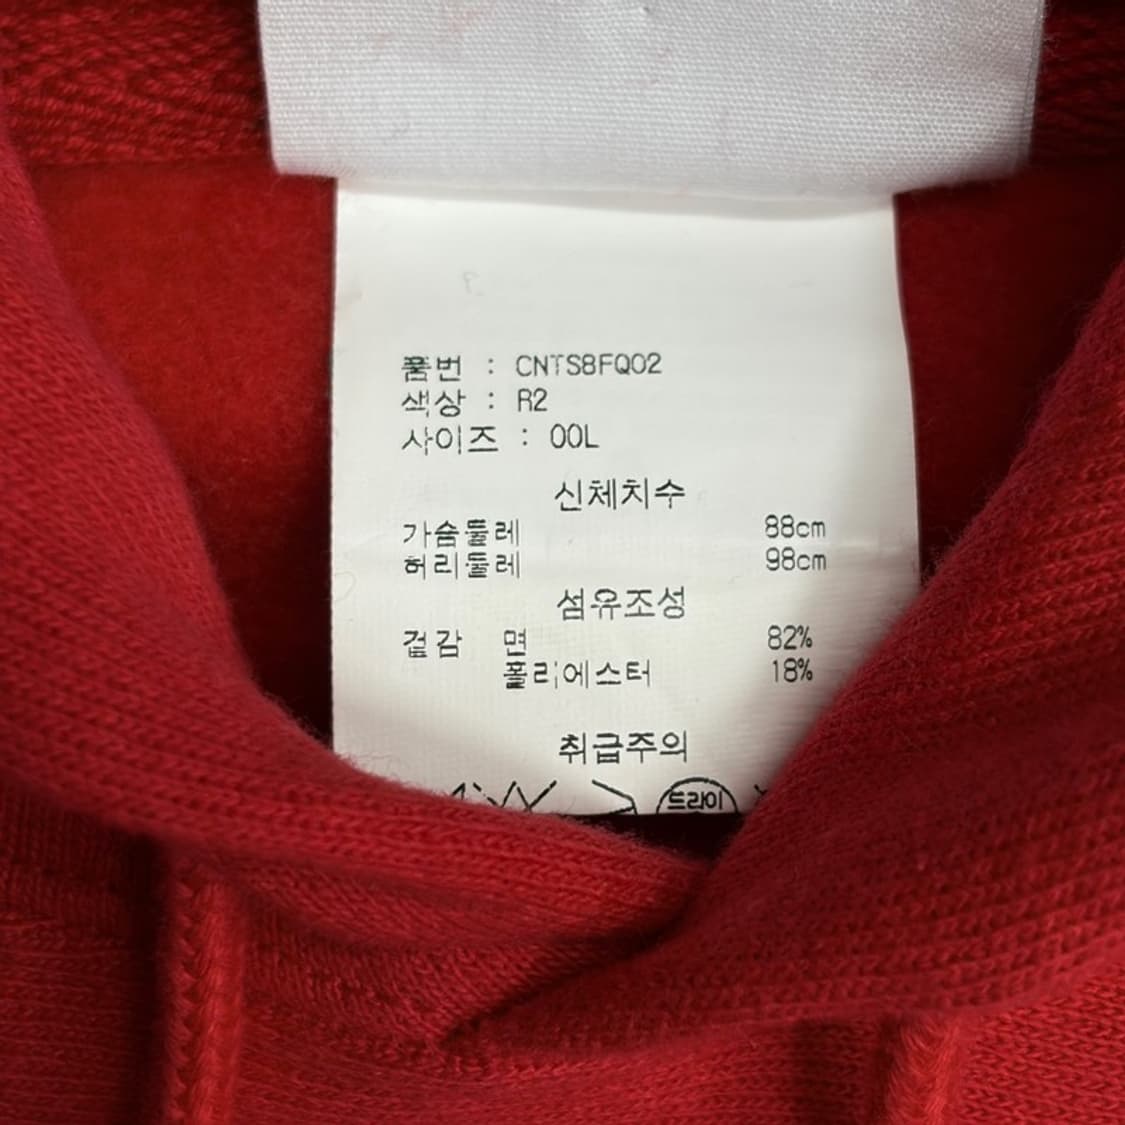 품번 : CNTS8FQ02
색상 : R2
사이즈 : 00L
신체치수
가슴둘레 88cm
허리둘레 98cm
섬유조성
겉감 면 82%
폴리에스터 18%
취급주의
드라이